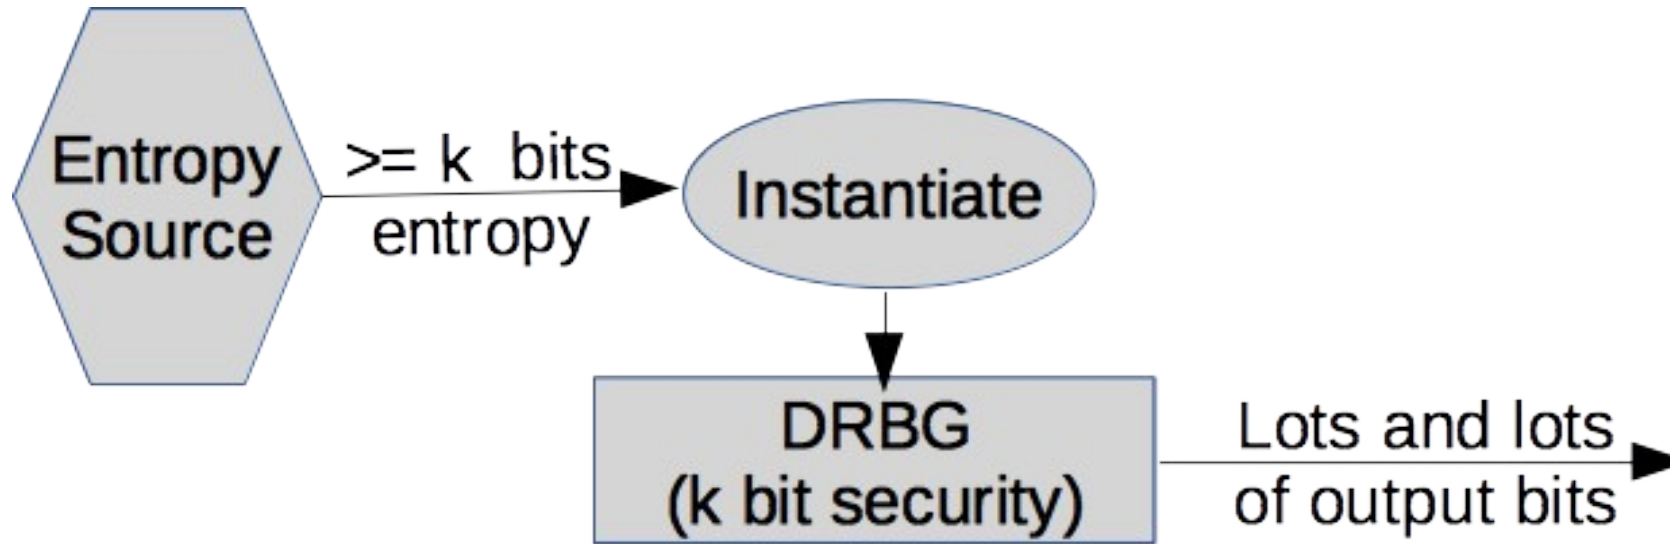 Entropy
Source
>= k bits
entropy
Instantiate
DRBG
(k bit security)
Lots and lots
of output bits